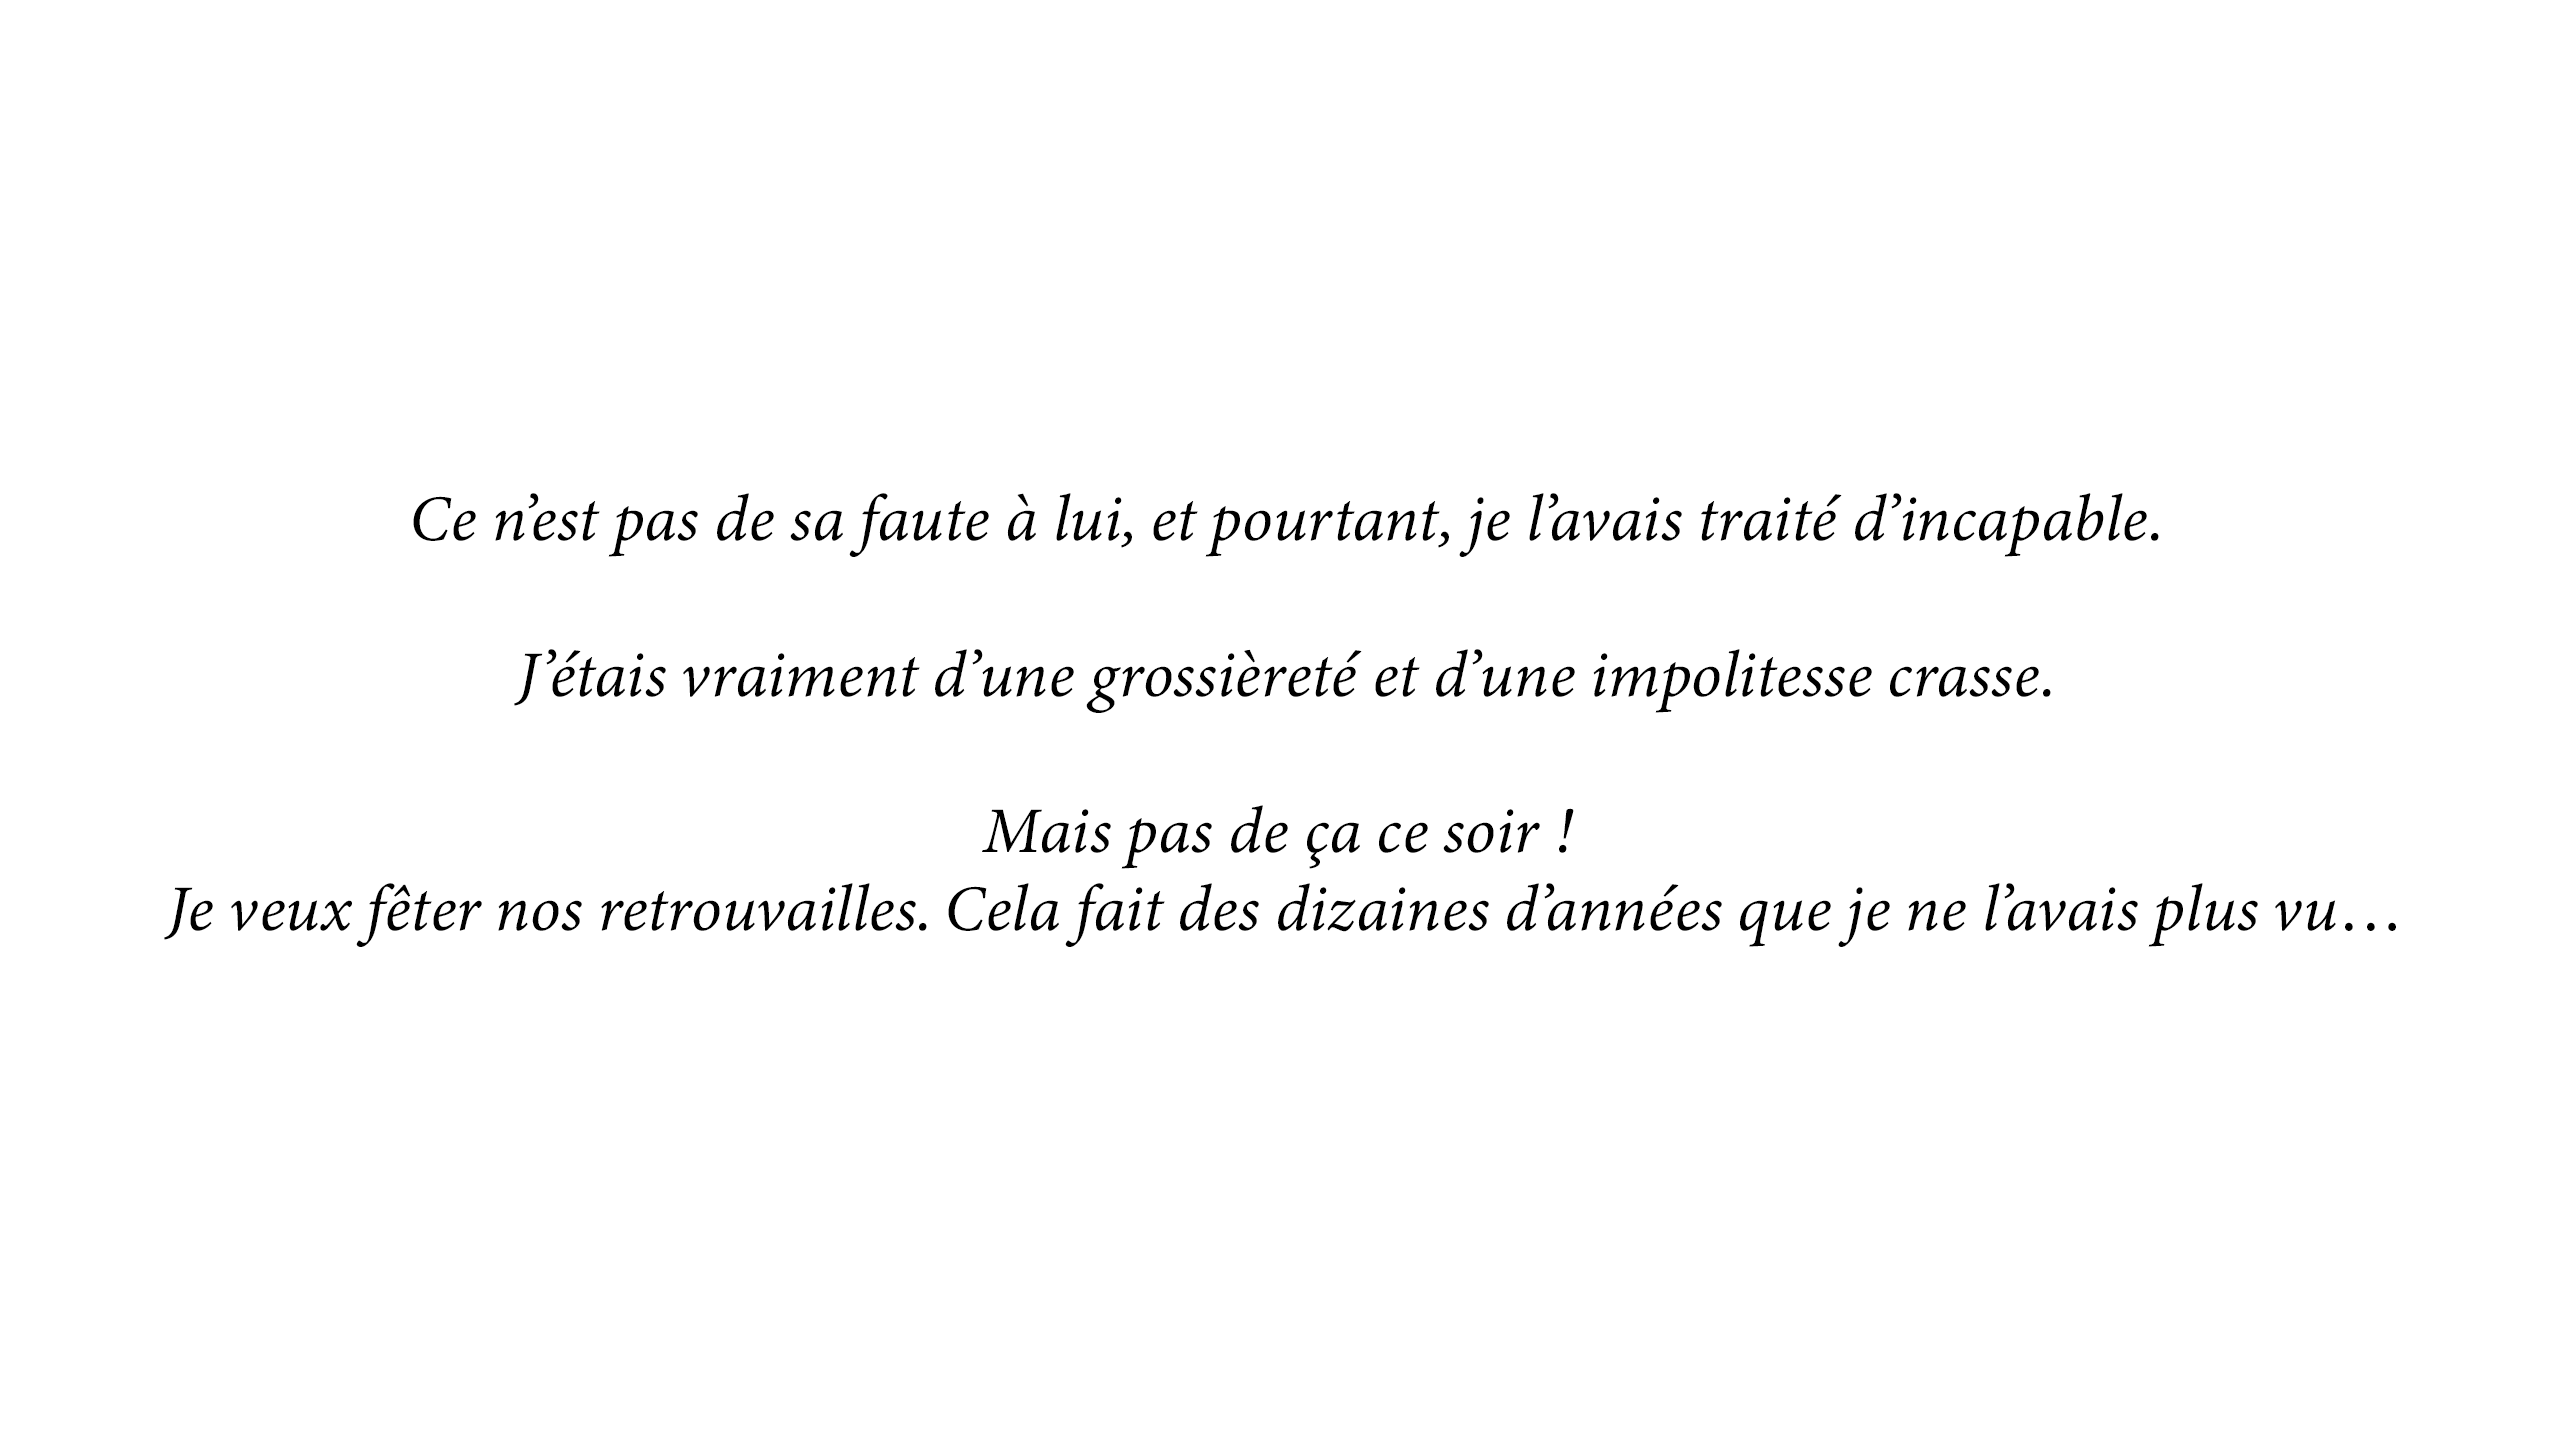 Ce n’est pas de sa faute à lui, et pourtant, je l’avais traité d’incapable.
J’étais vraiment d’une grossièreté et d’une impolitesse crasse.
Mais pas de ça ce soir !
Je veux fêter nos retrouvailles. Cela fait des dizaines d’années que je ne l’avais plus vu…